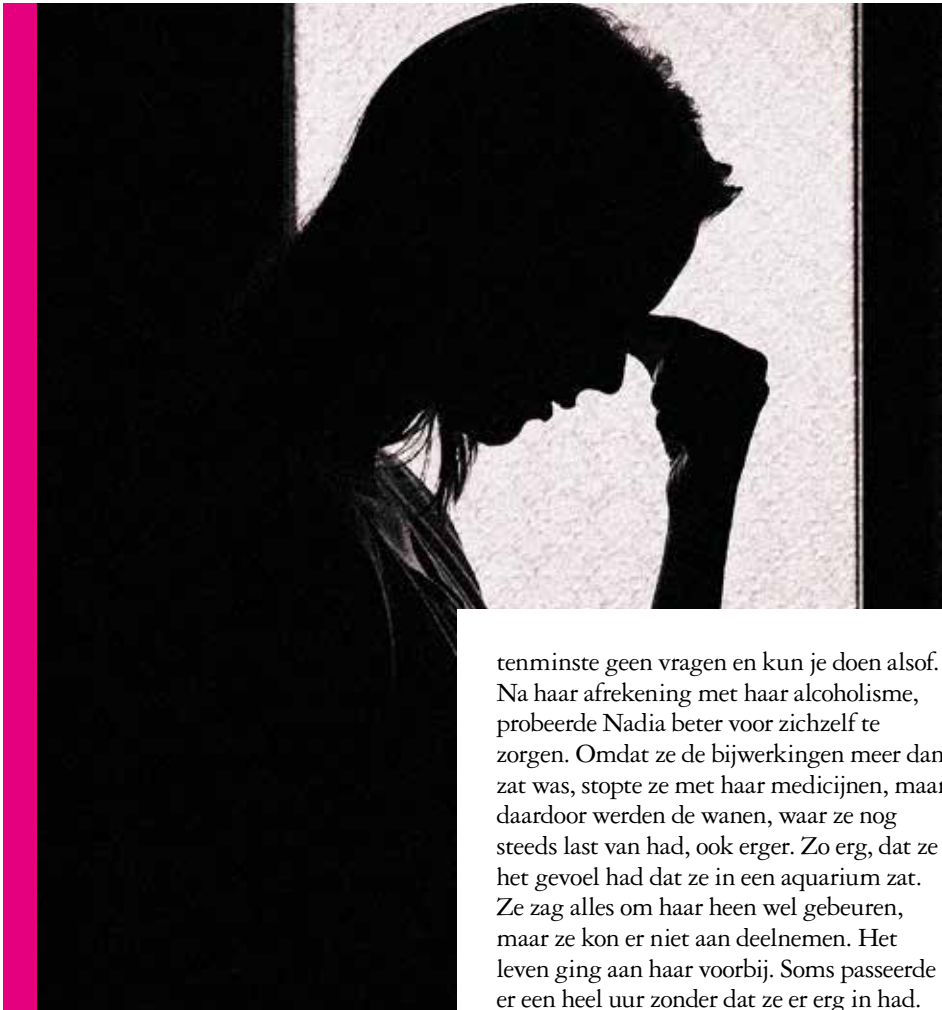 tenminste geen vragen en kun je doen alsof.
Na haar afrekening met haar alcoholisme,
probeerde Nadia beter voor zichzelf te
zorgen. Omdat ze de bijwerkingen meer dan
zat was, stopte ze met haar medicijnen, maar
daardoor werden de wanen, waar ze nog
steeds last van had, ook erger. Zo erg, dat ze
het gevoel had dat ze in een aquarium zat.
Ze zag alles om haar heen wel gebeuren,
maar ze kon er niet aan deelnemen. Het
leven ging aan haar voorbij. Soms passeerde
er een heel uur zonder dat ze er erg in had.